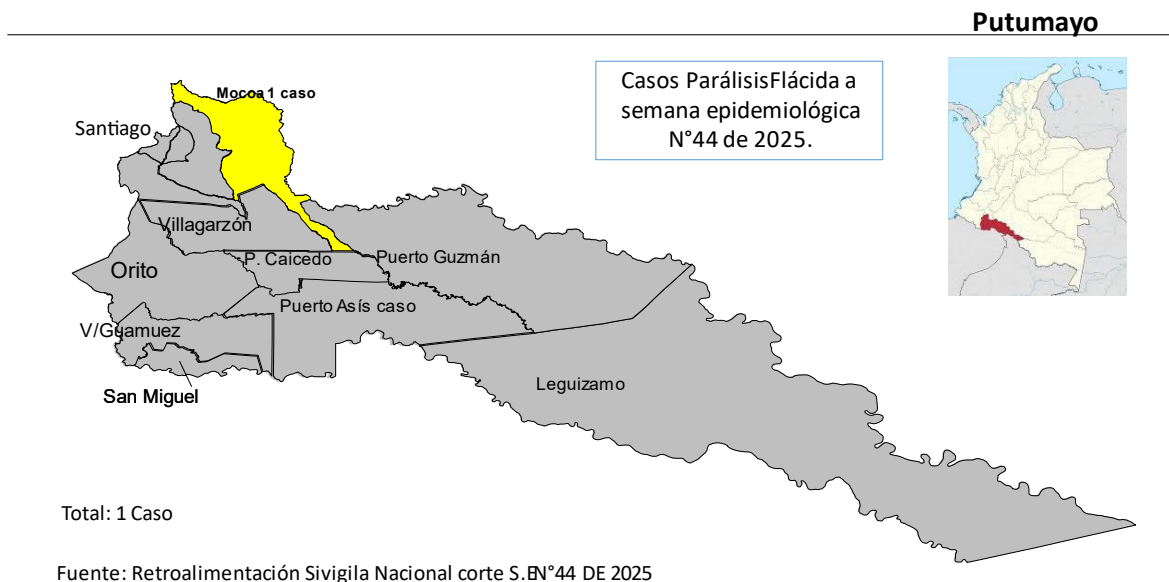 Putumayo
Casos ParálisisFlácida a
semana epidemiológica
N°44 de 2025.
Mocoa 1 caso
Santiago
Villagarzón
P. Caicedo
Puerto Guzmán
Orito
Puerto Asís caso
V/Guamuez
San Miguel
Leguizamo
Total: 1 Caso
Fuente: Retroalimentación Sivigila Nacional corte S.EN°44 DE 2025